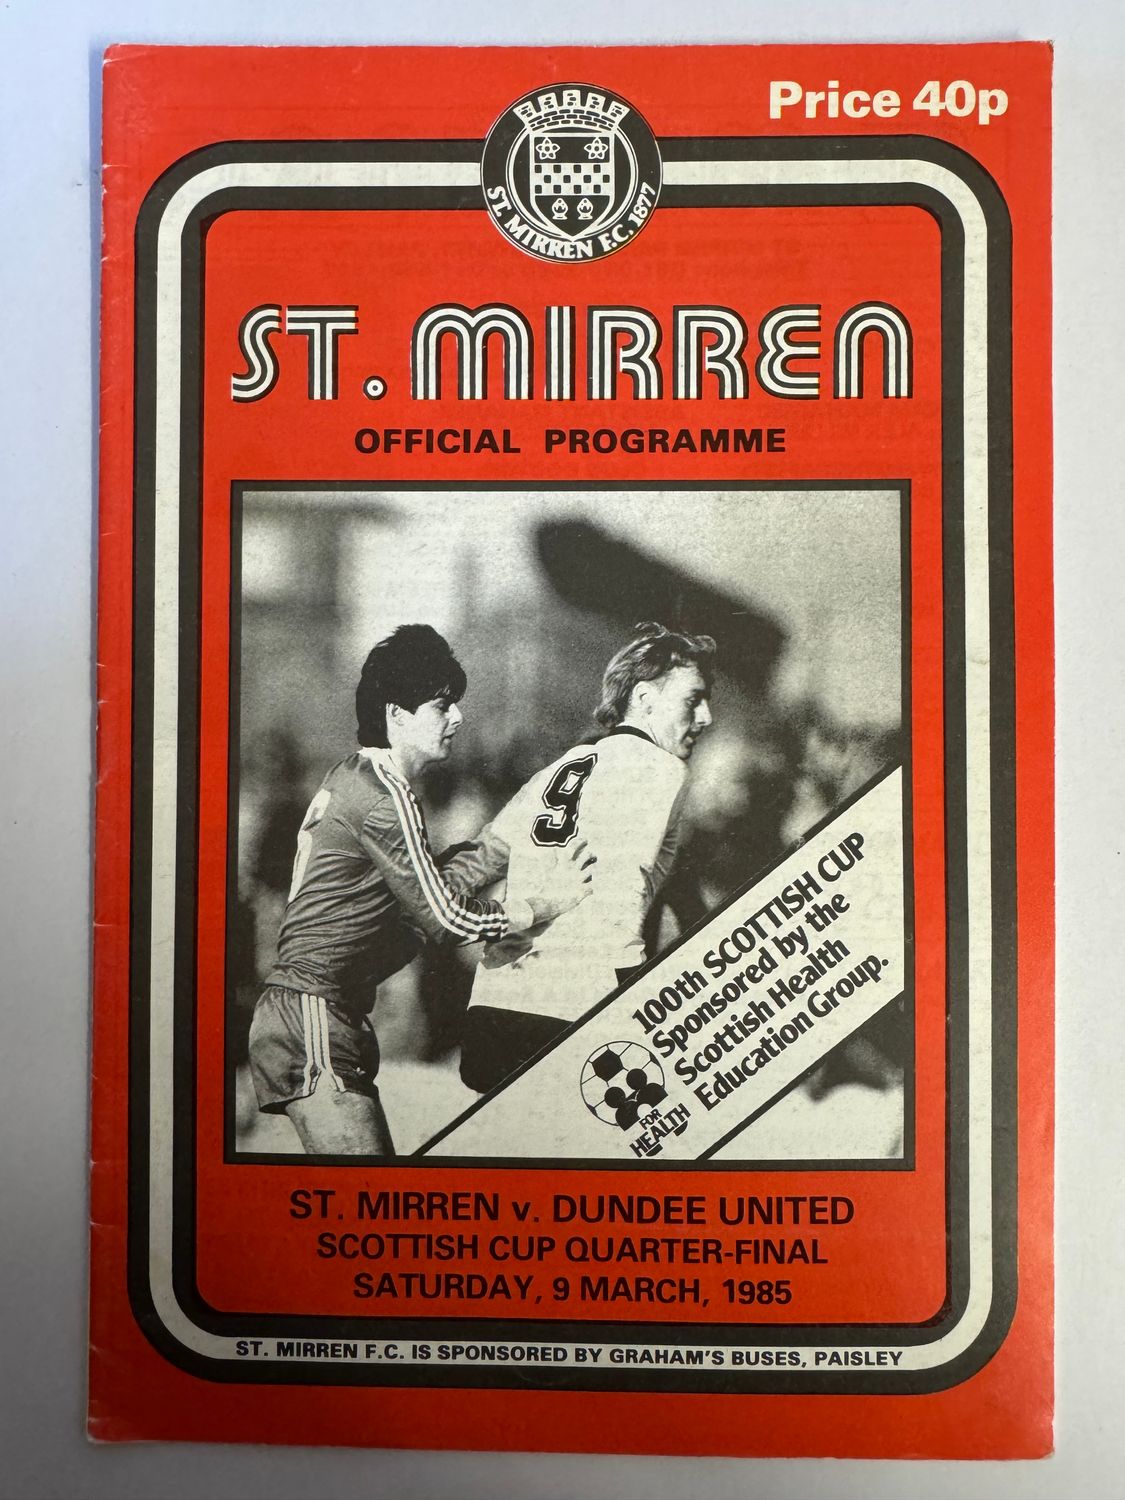 Price 40p
ST. MIRREN F.C. 1877
ST. MIRREN
OFFICIAL PROGRAMME
9
6
100th SCOTTISH CUP
Sponsored by the
Scottish Health
Education Group.
FOR
HEALTH
ST. MIRREN v. DUNDEE UNITED
SCOTTISH CUP QUARTER-FINAL
SATURDAY, 9 MARCH, 1985
ST. MIRREN F.C. IS SPONSORED BY GRAHAM'S BUSES, PAISLEY